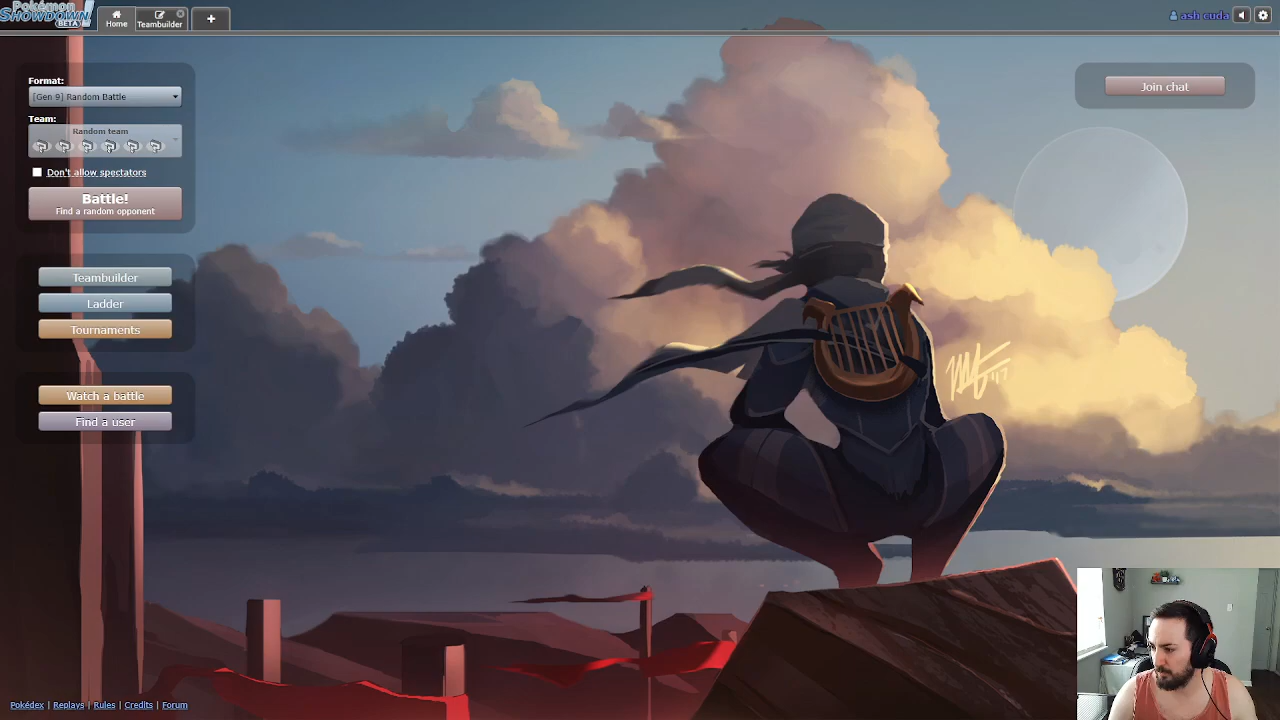 Pokémon
SHOWDOWN!
BETA
Home
Teambuilder
+
ash cuda
Format:
[Gen 9] Random Battle
Team:
Random team
Don't allow spectators
Battle!
Find a random opponent
Teambuilder
Ladder
Tournaments
Watch a battle
Find a user
Join chat
'17
Pokédex | Replays | Rules | Credits | Forum